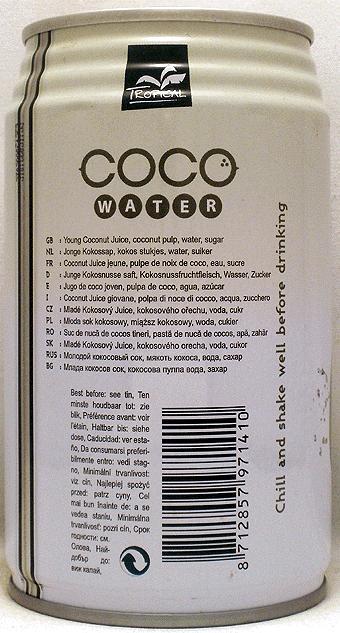 TROPICAL
COCO
WATER
GB : Young Coconut Juice, coconut pulp, water, sugar
NL : Jonge Kokossap, kokos stukjes, water, suiker
FR : Coconut Juice jeune, pulpe de noix de coco, eau, sucre
D : Junge Kokosnusse saft, Kokosnussfruchtfleisch, Wasser, Zucker
E : Jugo de coco joven, pulpa de coco, agua, azúcar
I : Coconut Juice giovane, polpa di noce di cocco, acqua, zucchero
CZ : Mladé Kokosový Juice, kokosového ořechu, voda, cukr
PL : Młoda sok kokosowy, miąższ kokosowy, woda, cukier
RO : Suc de nucă de cocos tineri, pastă de nucă de cocos, apă, zahăr
SK : Mladé Kokosový Juice, kokosového orecha, voda, cukor
RUS : Молодой кокосовый сок, мякоть кокоса, вода, сахар
BG : Млада кокосов сок, кокосова пулпа вода, захар
Best before: see tin, Ten
minste houdbaar tot: zie
blik, Préférence avant: voir
l'étain, Haltbar bis: siehe
dose, Caducidad: ver esta-
ño, Da consumarsi preferi-
bilmente entro: vedi stag-
no, Minimální trvanlivost:
viz cín, Najlepiej spożyć
przed: patrz cyny, Cel
mai bun înainte de: a se
vedea staniu, Minimálna
trvanlivosť: pozri cín, Срок
годности: см.
Олова, Най-
добър до:
виж калай,
8 712857 971410
Chill and shake well before drinking